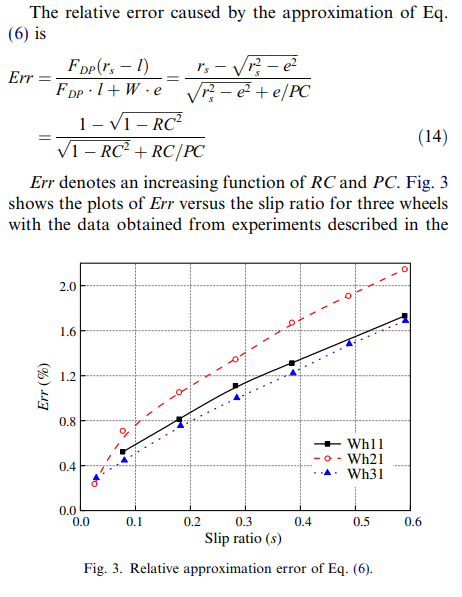 The relative error caused by the approximation of Eq.
(6) is
Err = F_DP(r_s − l) / (F_DP · l + W · e) = (r_s − √(r_s² − e²)) / (√(r_s² − e²) + e/PC)
= (1 − √(1 − RC²)) / (√(1 − RC²) + RC/PC) (14)
Err denotes an increasing function of RC and PC. Fig. 3
shows the plots of Err versus the slip ratio for three wheels
with the data obtained from experiments described in the
Err (%)
2.0
1.6
1.2
0.8
0.4
0.0
Wh11
Wh21
Wh31
0.0 0.1 0.2 0.3 0.4 0.5 0.6
Slip ratio (s)
Fig. 3. Relative approximation error of Eq. (6).